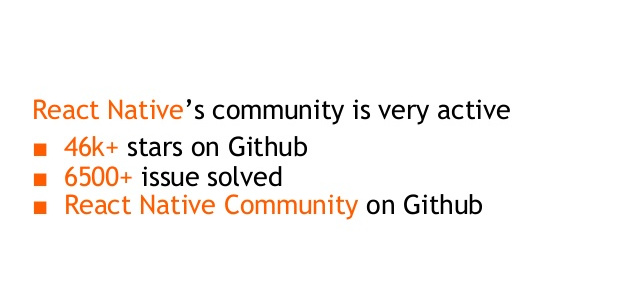 React Native’s community is very active
■ 46k+ stars on Github
■ 6500+ issue solved
■ React Native Community on Github